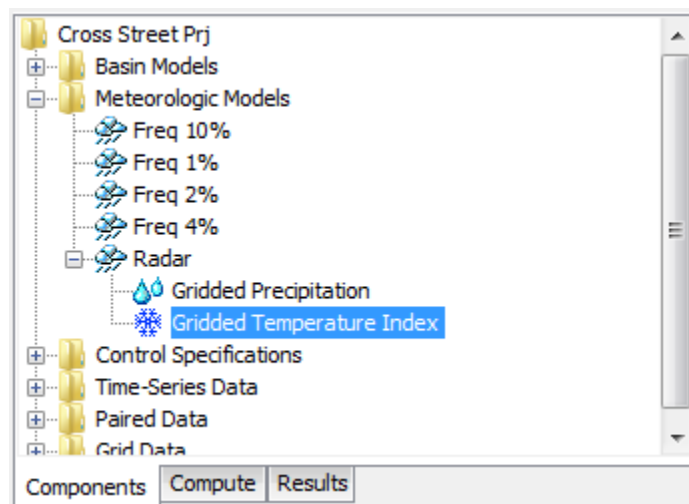 Cross Street Prj
Basin Models
Meteorologic Models
Freq 10%
Freq 1%
Freq 2%
Freq 4%
Radar
Gridded Precipitation
Gridded Temperature Index
Control Specifications
Time-Series Data
Paired Data
Grid Data
Components Compute Results